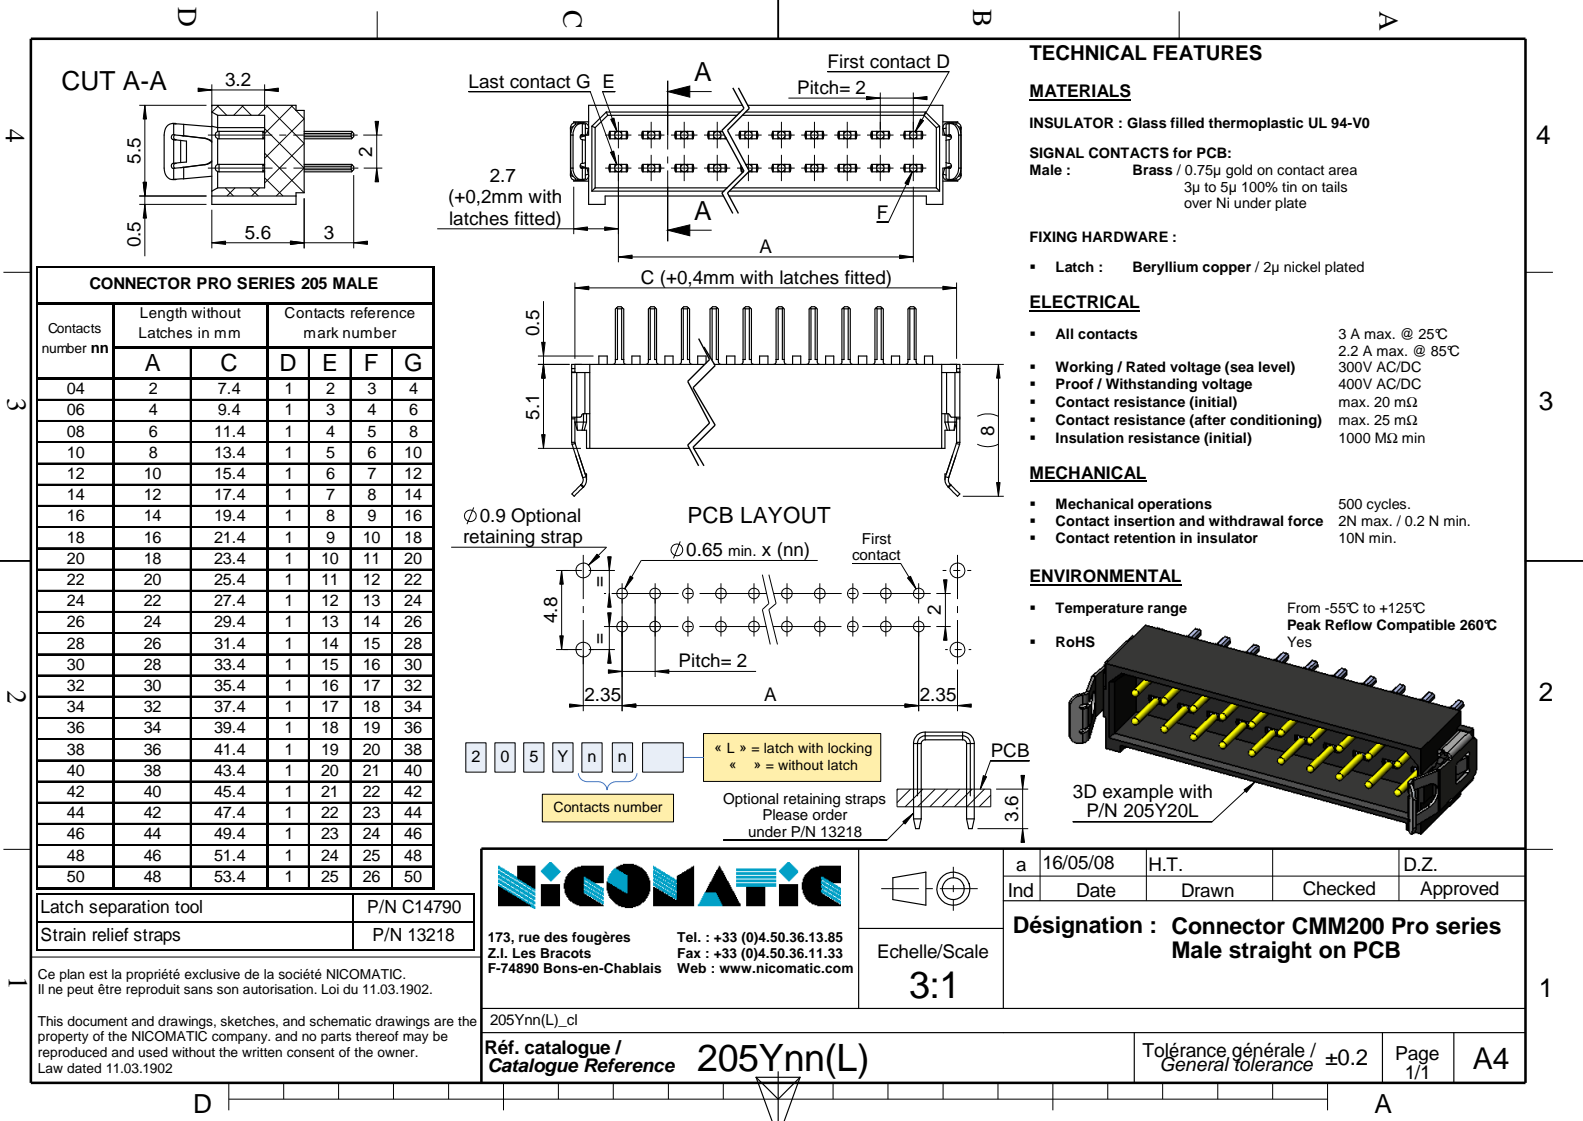 D
C
B
A
4
3
2
1
4
3
2
1
CUT A-A
3.2
5.5
0.5
5.6
3
2
Last contact G
E
A
First contact D
Pitch= 2
2.7
(+0,2mm with
latches fitted)
A
F
A
C (+0,4mm with latches fitted)
0.5
5.1
( 8 )
TECHNICAL FEATURES
MATERIALS
INSULATOR : Glass filled thermoplastic UL 94-V0
SIGNAL CONTACTS for PCB:
Male : Brass / 0.75µ gold on contact area
3µ to 5µ 100% tin on tails
over Ni under plate
FIXING HARDWARE :
▪ Latch : Beryllium copper / 2µ nickel plated
ELECTRICAL
▪ All contacts 3 A max. @ 25°C
2.2 A max. @ 85°C
▪ Working / Rated voltage (sea level) 300V AC/DC
▪ Proof / Withstanding voltage 400V AC/DC
▪ Contact resistance (initial) max. 20 mΩ
▪ Contact resistance (after conditioning) max. 25 mΩ
▪ Insulation resistance (initial) 1000 MΩ min
MECHANICAL
▪ Mechanical operations 500 cycles.
▪ Contact insertion and withdrawal force 2N max. / 0.2 N min.
▪ Contact retention in insulator 10N min.
ENVIRONMENTAL
▪ Temperature range From -55°C to +125°C
Peak Reflow Compatible 260°C
▪ RoHS Yes
3D example with
P/N 205Y20L
CONNECTOR PRO SERIES 205 MALE
Contacts number nn
Length without Latches in mm
Contacts reference mark number
A C D E F G
04 2 7.4 1 2 3 4
06 4 9.4 1 3 4 6
08 6 11.4 1 4 5 8
10 8 13.4 1 5 6 10
12 10 15.4 1 6 7 12
14 12 17.4 1 7 8 14
16 14 19.4 1 8 9 16
18 16 21.4 1 9 10 18
20 18 23.4 1 10 11 20
22 20 25.4 1 11 12 22
24 22 27.4 1 12 13 24
26 24 29.4 1 13 14 26
28 26 31.4 1 14 15 28
30 28 33.4 1 15 16 30
32 30 35.4 1 16 17 32
34 32 37.4 1 17 18 34
36 34 39.4 1 18 19 36
38 36 41.4 1 19 20 38
40 38 43.4 1 20 21 40
42 40 45.4 1 21 22 42
44 42 47.4 1 22 23 44
46 44 49.4 1 23 24 46
48 46 51.4 1 24 25 48
50 48 53.4 1 25 26 50
Latch separation tool P/N C14790
Strain relief straps P/N 13218
Ce plan est la propriété exclusive de la société NICOMATIC.
Il ne peut être reproduit sans son autorisation. Loi du 11.03.1902.
This document and drawings, sketches, and schematic drawings are the
property of the NICOMATIC company. and no parts thereof may be
reproduced and used without the written consent of the owner.
Law dated 11.03.1902
PCB LAYOUT
Ø0.9 Optional
retaining strap
Ø0.65 min. x (nn)
First
contact
4.8
=
=
2
Pitch= 2
2.35
A
2.35
2 0 5 Y n n
« L » = latch with locking
« » = without latch
Contacts number
Optional retaining straps
Please order
under P/N 13218
PCB
3.6
NICOMATIC
173, rue des fougères
Z.I. Les Bracots
F-74890 Bons-en-Chablais
Tel. : +33 (0)4.50.36.13.85
Fax : +33 (0)4.50.36.11.33
Web : www.nicomatic.com
Echelle/Scale
3:1
a 16/05/08 H.T. D.Z.
Ind Date Drawn Checked Approved
Désignation : Connector CMM200 Pro series
Male straight on PCB
205Ynn(L)_cl
Réf. catalogue /
Catalogue Reference
205Ynn(L)
Tolérance générale /
General tolerance
±0.2
Page
1/1
A4
D
A